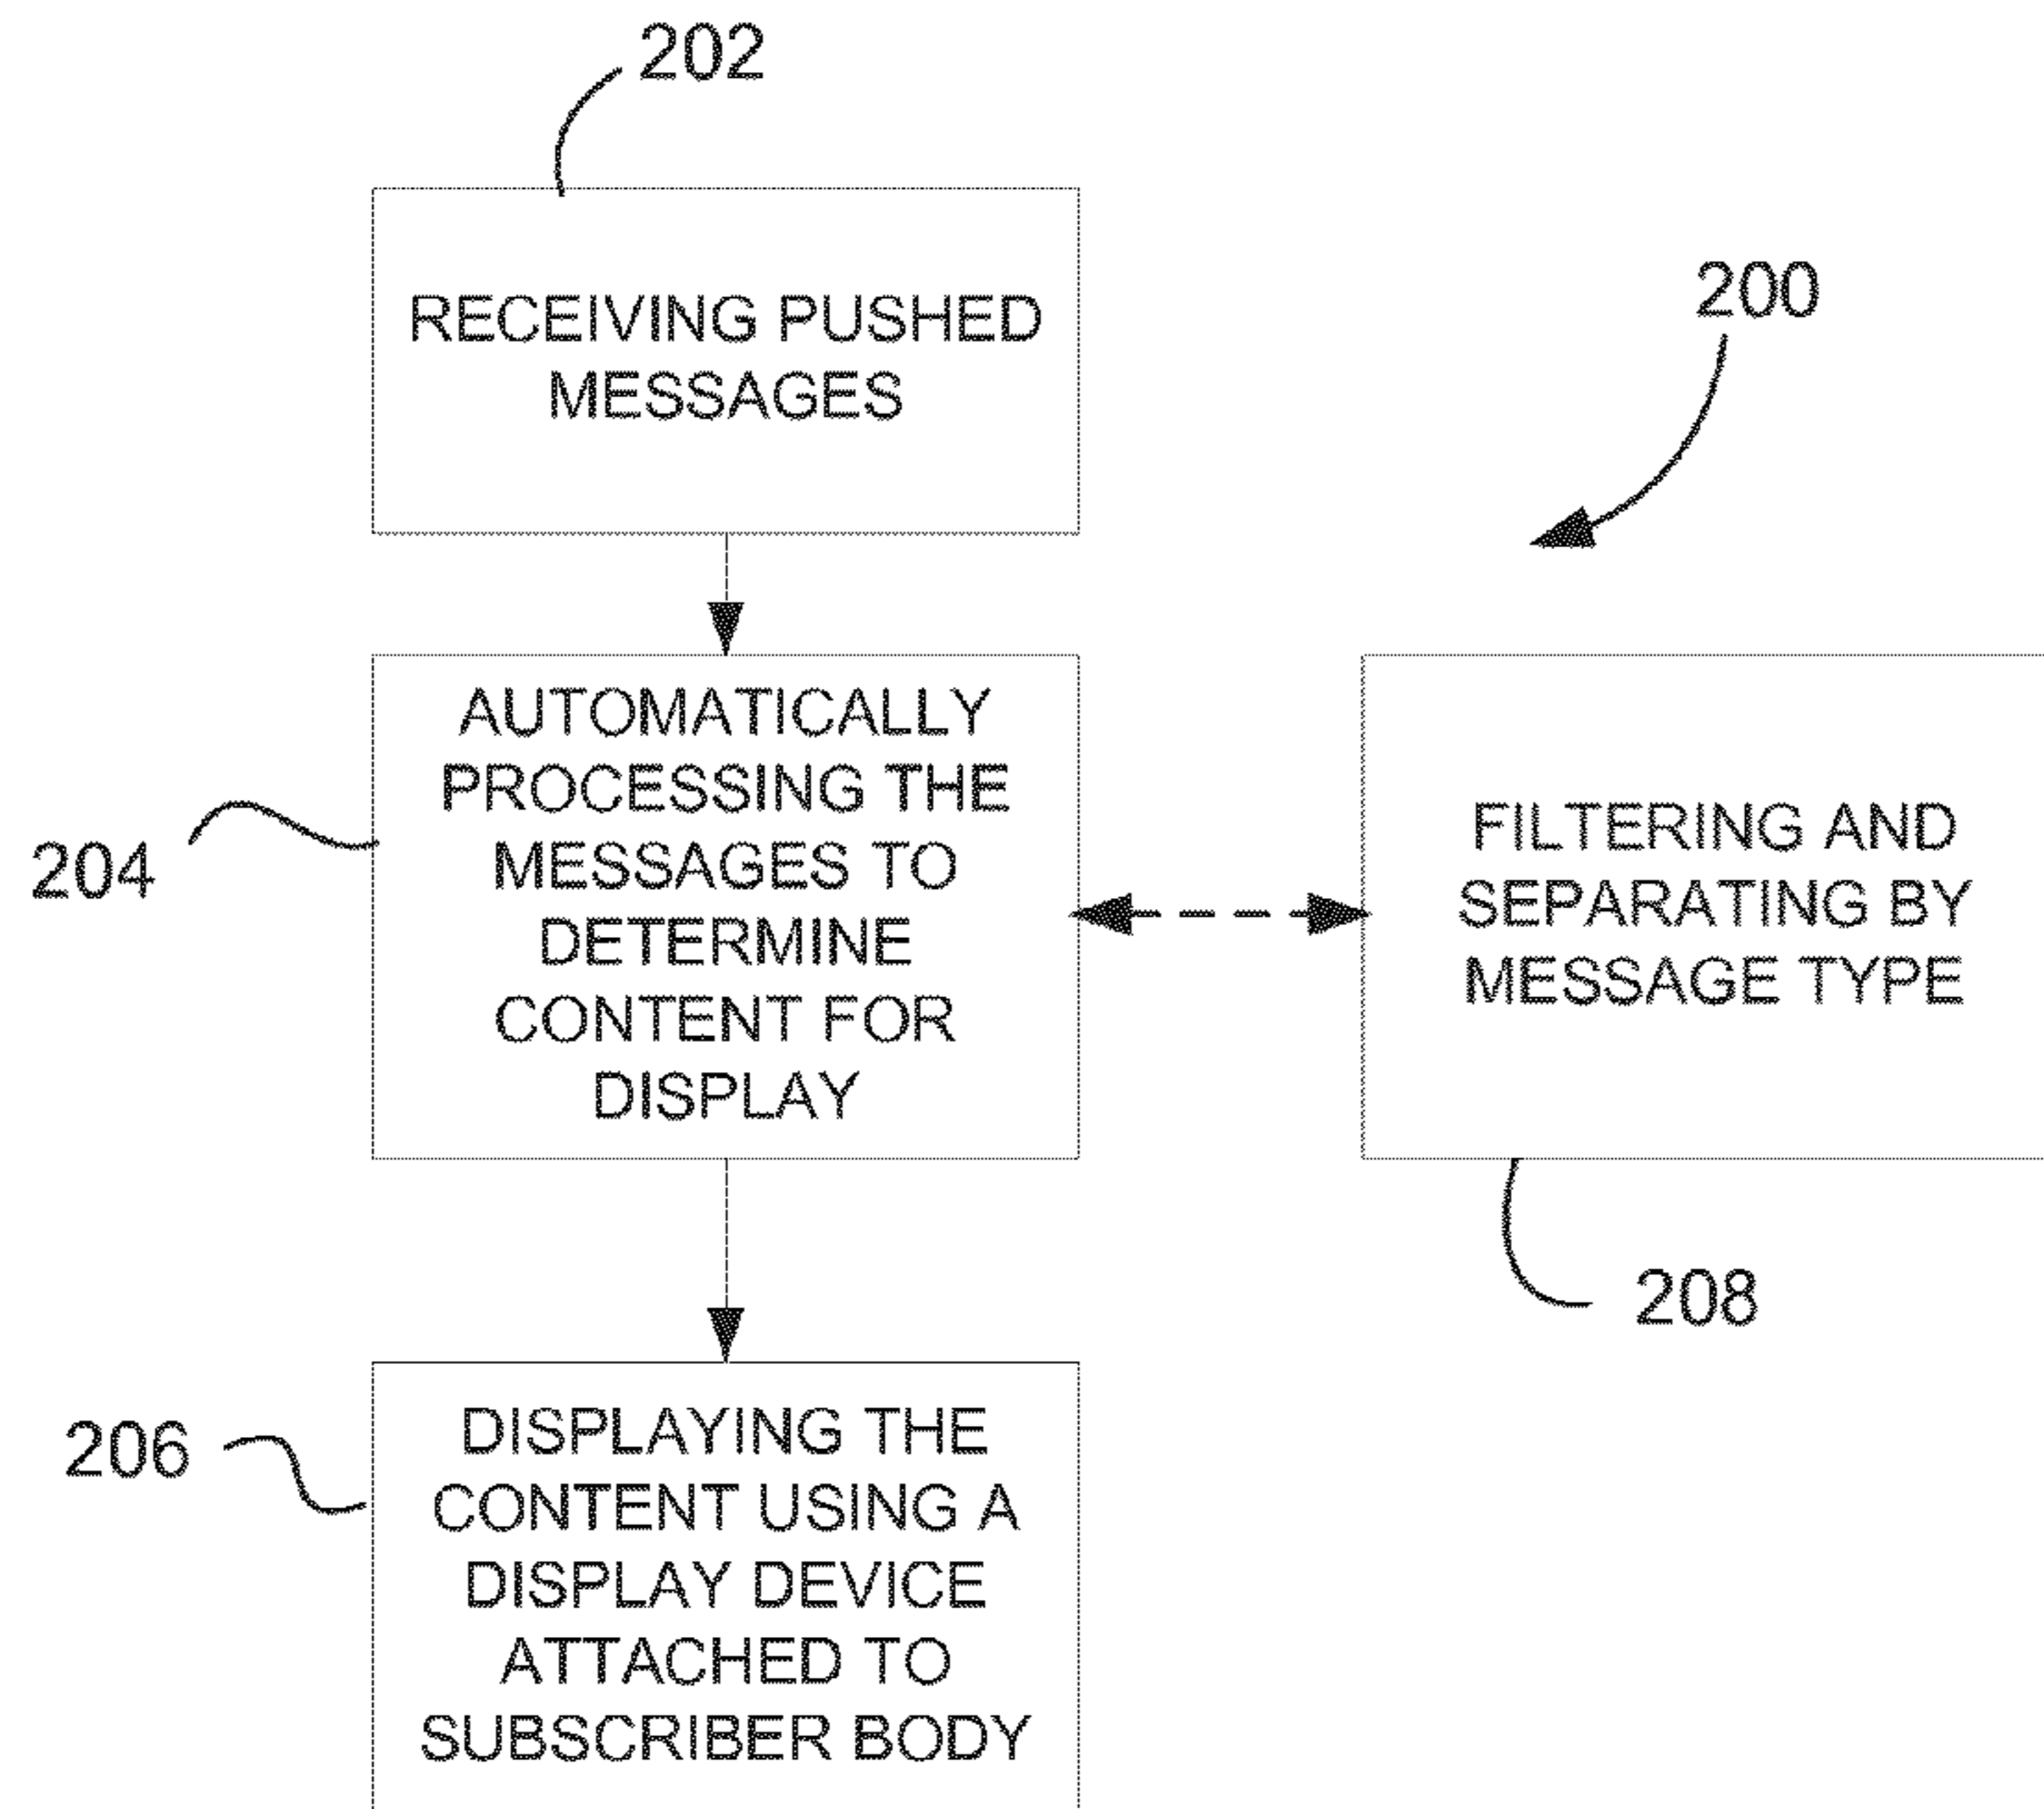 202
RECEIVING PUSHED
MESSAGES
200
AUTOMATICALLY
PROCESSING THE
MESSAGES TO
DETERMINE
CONTENT FOR
DISPLAY
204
FILTERING AND
SEPARATING BY
MESSAGE TYPE
208
206
DISPLAYING THE
CONTENT USING A
DISPLAY DEVICE
ATTACHED TO
SUBSCRIBER BODY